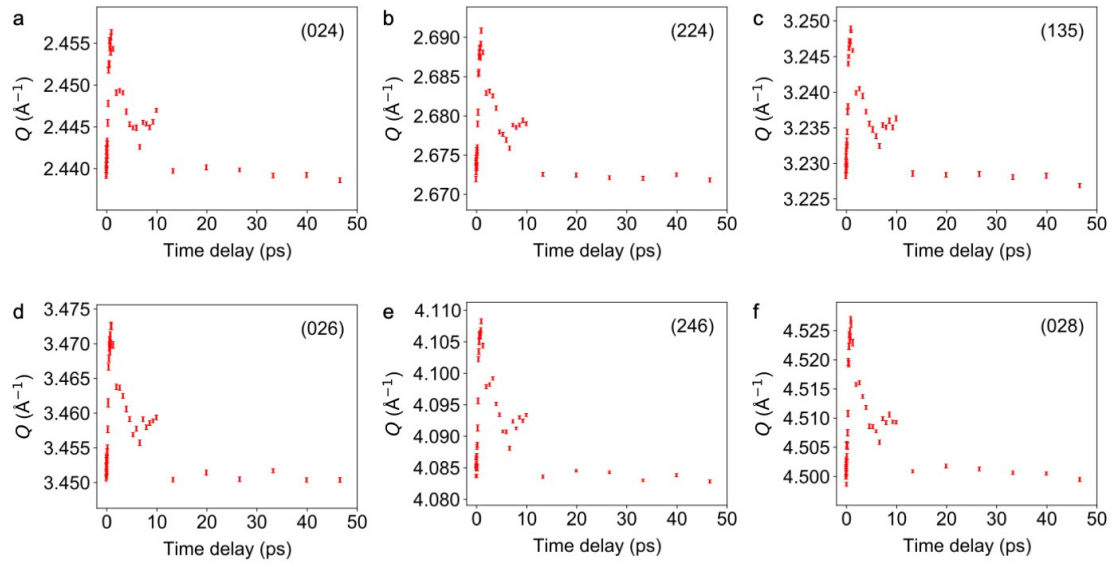 a
(024)
2.455
2.450
2.445
2.440
Q (Å⁻¹)
0 10 20 30 40 50
Time delay (ps)
b
(224)
2.690
2.685
2.680
2.675
2.670
Q (Å⁻¹)
0 10 20 30 40 50
Time delay (ps)
c
(135)
3.250
3.245
3.240
3.235
3.230
3.225
Q (Å⁻¹)
0 10 20 30 40 50
Time delay (ps)
d
(026)
3.475
3.470
3.465
3.460
3.455
3.450
Q (Å⁻¹)
0 10 20 30 40 50
Time delay (ps)
e
(246)
4.110
4.105
4.100
4.095
4.090
4.085
4.080
Q (Å⁻¹)
0 10 20 30 40 50
Time delay (ps)
f
(028)
4.525
4.520
4.515
4.510
4.505
4.500
Q (Å⁻¹)
0 10 20 30 40 50
Time delay (ps)